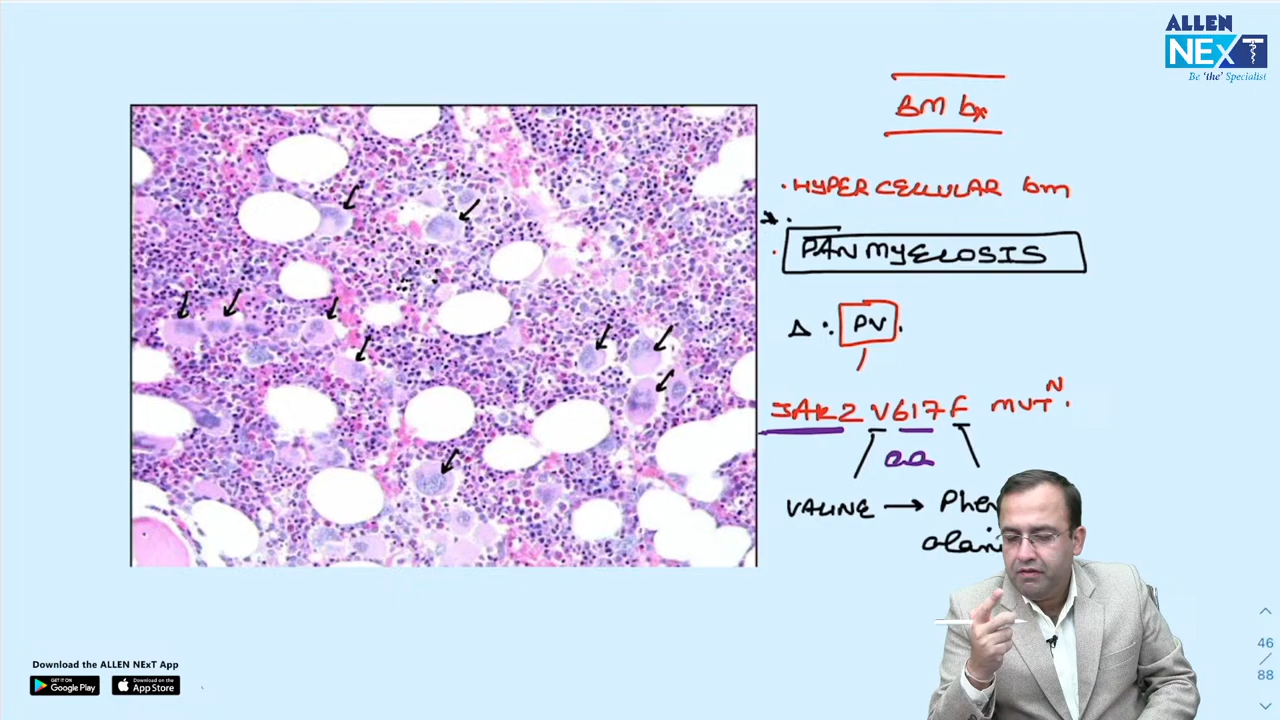 ALLEN
NExT
Be 'the' Specialist
BM bx
· HYPERCELLULAR bm
PANMYELOSIS
Δ : PV
JAK2 V617F MUTN.
aa
VALINE → Phen
alani
Download the ALLEN NExT App
GET IT ON
Google Play
Download on the
App Store
46
/
88